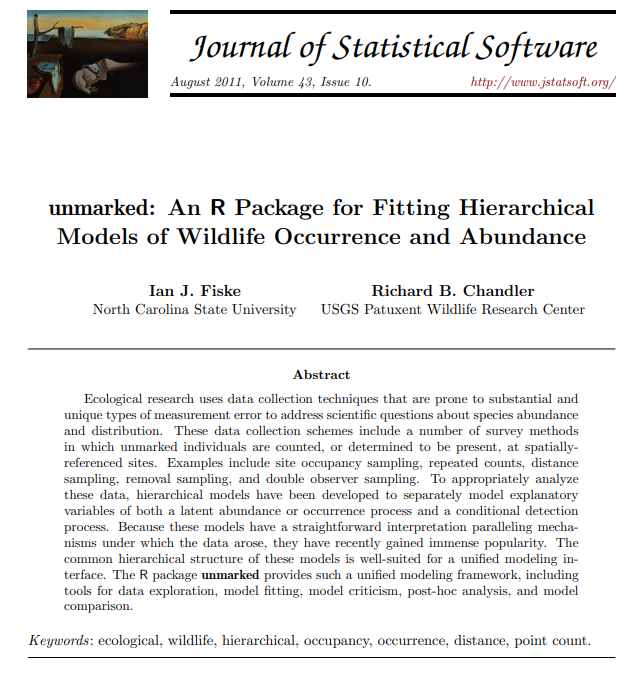 Journal of Statistical Software
August 2011, Volume 43, Issue 10.
http://www.jstatsoft.org/
unmarked: An R Package for Fitting Hierarchical
Models of Wildlife Occurrence and Abundance
Ian J. Fiske
North Carolina State University
Richard B. Chandler
USGS Patuxent Wildlife Research Center
Abstract
Ecological research uses data collection techniques that are prone to substantial and
unique types of measurement error to address scientific questions about species abundance
and distribution. These data collection schemes include a number of survey methods
in which unmarked individuals are counted, or determined to be present, at spatially-
referenced sites. Examples include site occupancy sampling, repeated counts, distance
sampling, removal sampling, and double observer sampling. To appropriately analyze
these data, hierarchical models have been developed to separately model explanatory
variables of both a latent abundance or occurrence process and a conditional detection
process. Because these models have a straightforward interpretation paralleling mecha-
nisms under which the data arose, they have recently gained immense popularity. The
common hierarchical structure of these models is well-suited for a unified modeling in-
terface. The R package unmarked provides such a unified modeling framework, including
tools for data exploration, model fitting, model criticism, post-hoc analysis, and model
comparison.
Keywords: ecological, wildlife, hierarchical, occupancy, occurrence, distance, point count.